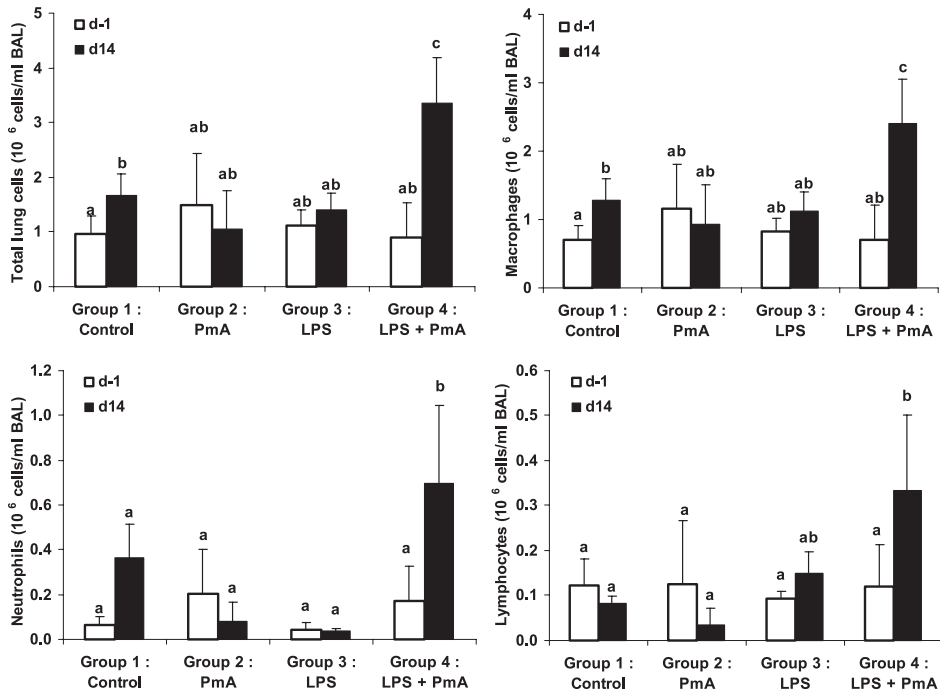 Total lung cells (10 6 cells/ml BAL)
5
4
3
2
1
0
d-1
d14
a
b
ab
ab
ab
ab
ab
c
Group 1 : Group 2 : Group 3 : Group 4 :
Control PmA LPS LPS + PmA
Macrophages (10 6 cells/ml BAL)
4
3
2
1
0
d-1
d14
a
b
ab
ab
ab
ab
ab
c
Group 1 : Group 2 : Group 3 : Group 4 :
Control PmA LPS LPS + PmA
Neutrophils (10 6 cells/ml BAL)
1.2
1.0
0.8
0.6
0.4
0.2
0.0
d-1
d14
a
a
a
a
a
a
a
b
Group 1 : Group 2 : Group 3 : Group 4 :
Control PmA LPS LPS + PmA
Lymphocytes (10 6 cells/ml BAL)
0.6
0.5
0.4
0.3
0.2
0.1
0.0
d-1
d14
a
a
a
a
a
ab
a
b
Group 1 : Group 2 : Group 3 : Group 4 :
Control PmA LPS LPS + PmA